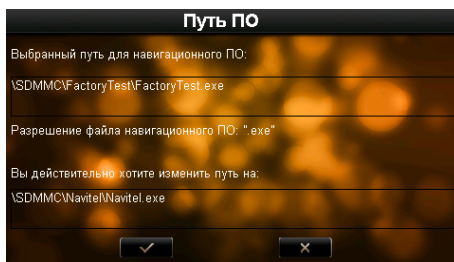 Путь ПО
Выбранный путь для навигационного ПО:
\SDMMC\FactoryTest\FactoryTest.exe
Разрешение файла навигационного ПО: ".exe"
Вы действительно хотите изменить путь на:
\SDMMC\Navitel\Navitel.exe